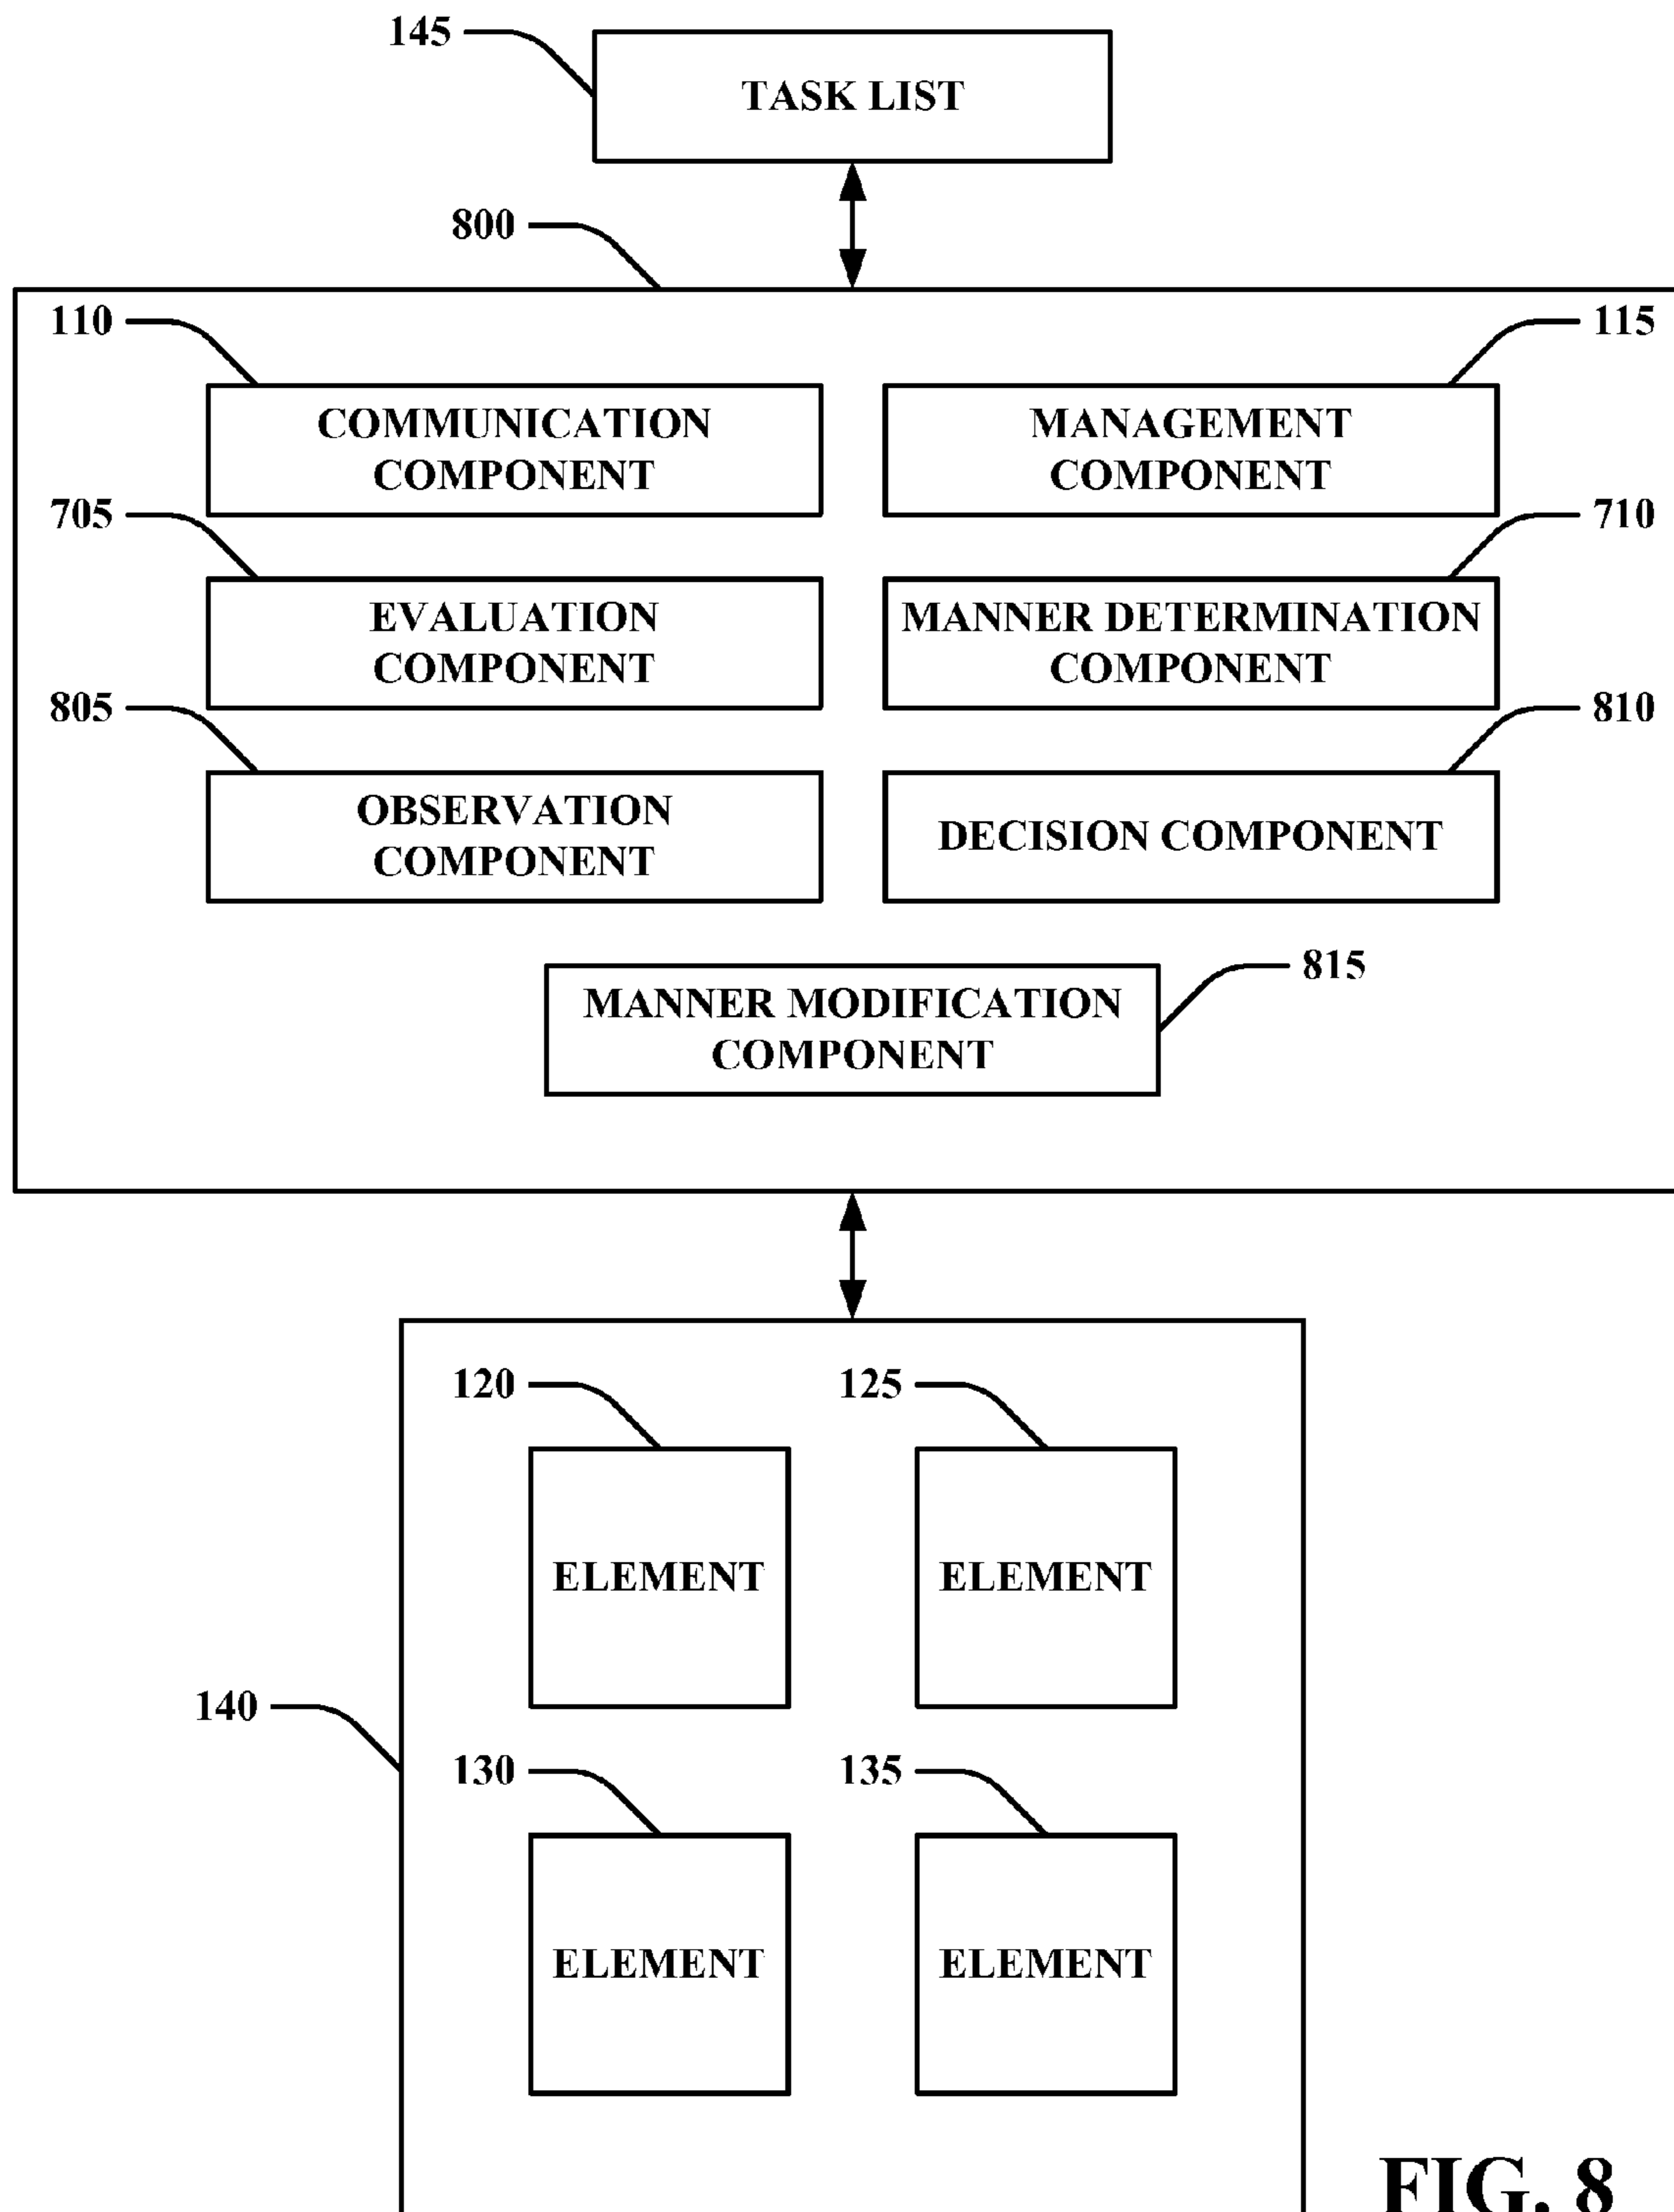 145
TASK LIST
800
110
115
COMMUNICATION
COMPONENT
MANAGEMENT
COMPONENT
705
710
EVALUATION
COMPONENT
MANNER DETERMINATION
COMPONENT
805
810
OBSERVATION
COMPONENT
DECISION COMPONENT
815
MANNER MODIFICATION
COMPONENT
120
125
ELEMENT
ELEMENT
140
130
135
ELEMENT
ELEMENT
FIG. 8